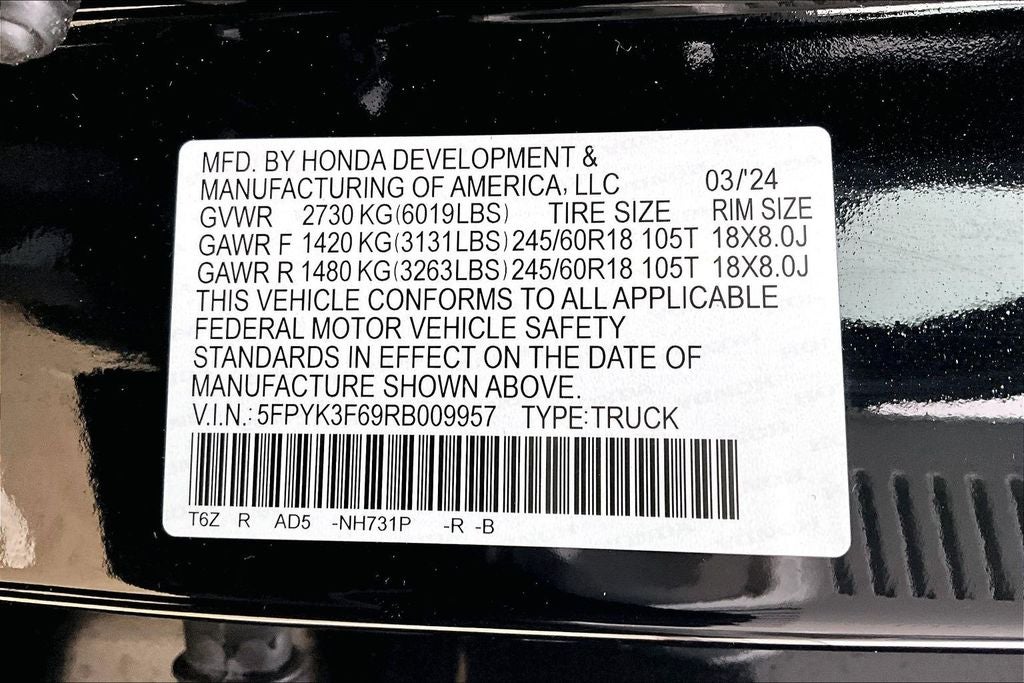 MFD. BY HONDA DEVELOPMENT &
MANUFACTURING OF AMERICA, LLC 03/'24
GVWR 2730 KG(6019LBS) TIRE SIZE RIM SIZE
GAWR F 1420 KG(3131LBS) 245/60R18 105T 18X8.0J
GAWR R 1480 KG(3263LBS) 245/60R18 105T 18X8.0J
THIS VEHICLE CONFORMS TO ALL APPLICABLE
FEDERAL MOTOR VEHICLE SAFETY
STANDARDS IN EFFECT ON THE DATE OF
MANUFACTURE SHOWN ABOVE.
V.I.N.: 5FPYK3F69RB009957 TYPE:TRUCK
T6Z R AD5 -NH731P -R -B